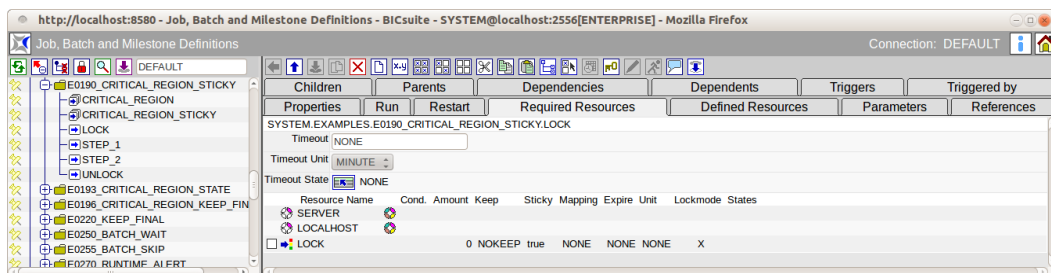 http://localhost:8580 - Job, Batch and Milestone Definitions - BICsuite - SYSTEM@localhost:2556[ENTERPRISE] - Mozilla Firefox
Job, Batch and Milestone Definitions
Connection: DEFAULT
DEFAULT
E0190_CRITICAL_REGION_STICKY
CRITICAL_REGION
CRITICAL_REGION_STICKY
LOCK
STEP_1
STEP_2
UNLOCK
E0193_CRITICAL_REGION_STATE
E0196_CRITICAL_REGION_KEEP_FIN
E0220_KEEP_FINAL
E0250_BATCH_WAIT
E0255_BATCH_SKIP
E0270_RUNTIME_ALERT
Children Parents Dependencies Dependents Triggers Triggered by
Properties Run Restart Required Resources Defined Resources Parameters References
SYSTEM.EXAMPLES.E0190_CRITICAL_REGION_STICKY.LOCK
Timeout NONE
Timeout Unit MINUTE
Timeout State NONE
Resource Name Cond. Amount Keep Sticky Mapping Expire Unit Lockmode States
SERVER
LOCALHOST
LOCK 0 NOKEEP true NONE NONE NONE X